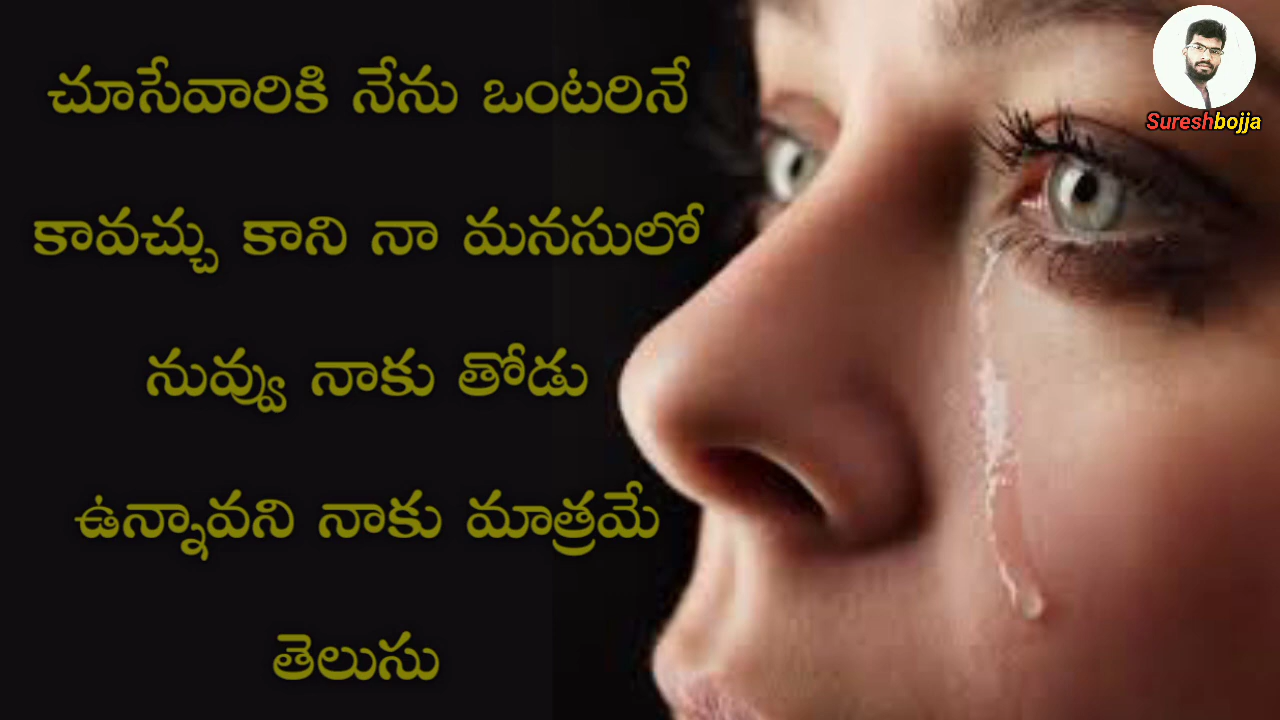 చూసేవారికి నేను ఒంటరినే
కావచ్చు కాని నా మనసులో
నువ్వు నాకు తోడు
ఉన్నావని నాకు మాత్రమే
తెలుసు
Sureshbojja